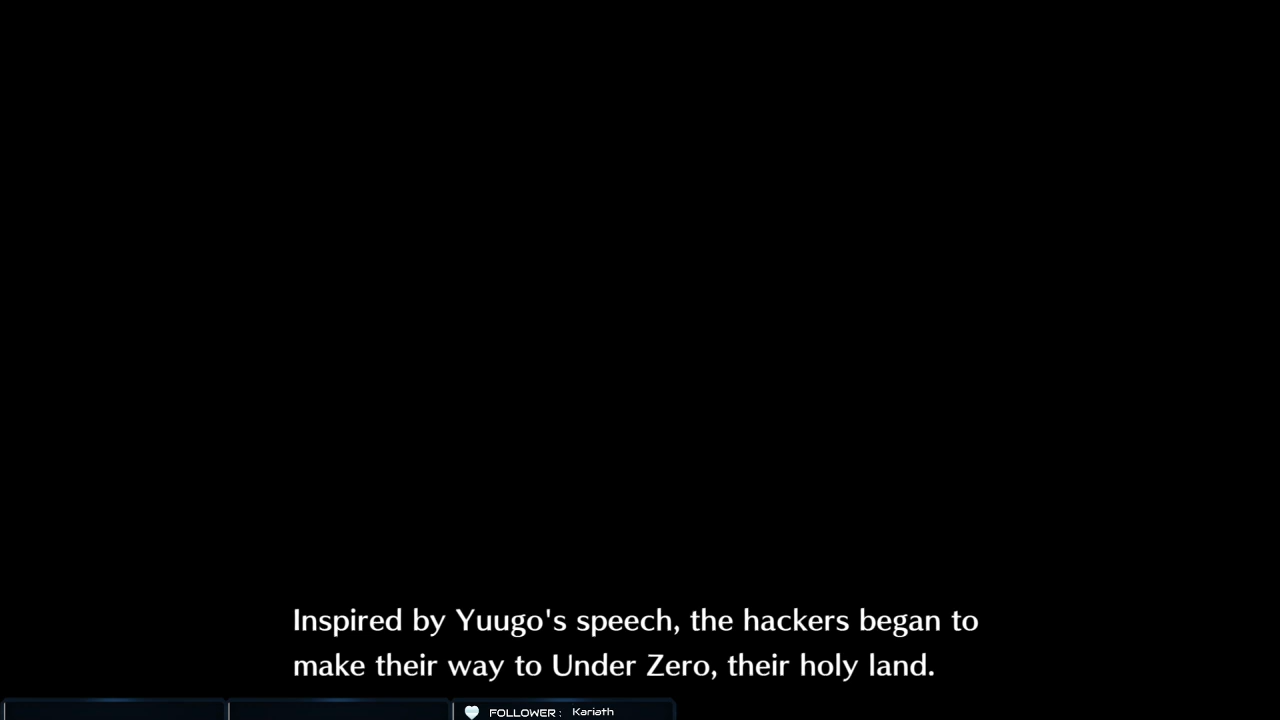 Inspired by Yuugo's speech, the hackers began to
make their way to Under Zero, their holy land.
FOLLOWER : Kariath